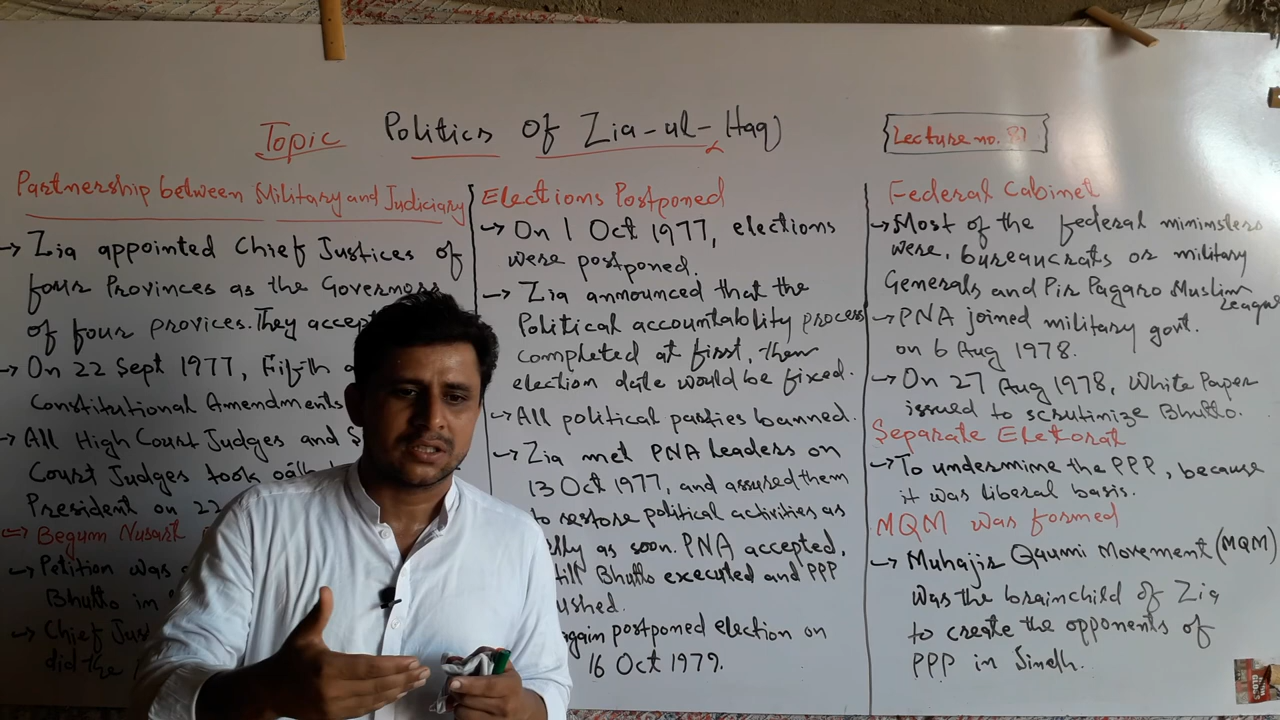 Topic Politics of Zia-ul-Haq
Lecture no. 81
Partnership between Military and Judiciary
→ Zia appointed Chief Justices of
four Provinces as the Governors
of four provices. They accep
→ On 22 Sept 1977, Fifth
Constitutional Amendments
→ All High Court Judges and
Court Judges took oath
President on 22
⇒ Begum Nusart
→ Petition was
Bhutto in
→ Chief Jus
did the
Elections Postponed
→ On 1 Oct 1977, elections
were postponed.
→ Zia announced that the
Political accountability process
completed at first, then
election date would be fixed.
→ All political parties banned.
→ Zia met PNA leaders on
13 Oct 1977, and assured them
to restore political activities as
as soon. PNA accepted,
till Bhutto executed and PPP
ushed.
again postponed election on
16 Oct 1979.
Federal Cabinet
→ Most of the federal miminsters
were, bureaucrats or military
Generals and Pir Pagaro Muslim
League
→ PNA joined military govt.
on 6 Aug 1978.
→ On 27 Aug 1978, White Paper
issued to scrutinize Bhutto.
Separate Electorat
→ To undermine the PPP, because
it was liberal basis.
MQM was formed
→ Muhajir Qaumi Movement (MQM)
was the brainchild of Zia
to create the opponents of
PPP in Sindh.